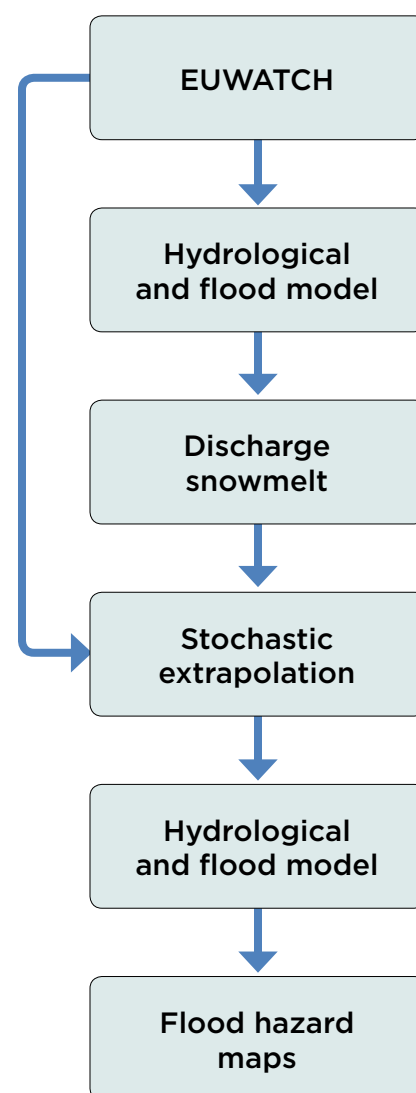 EUWATCH
Hydrological
and flood model
Discharge
snowmelt
Stochastic
extrapolation
Hydrological
and flood model
Flood hazard
maps